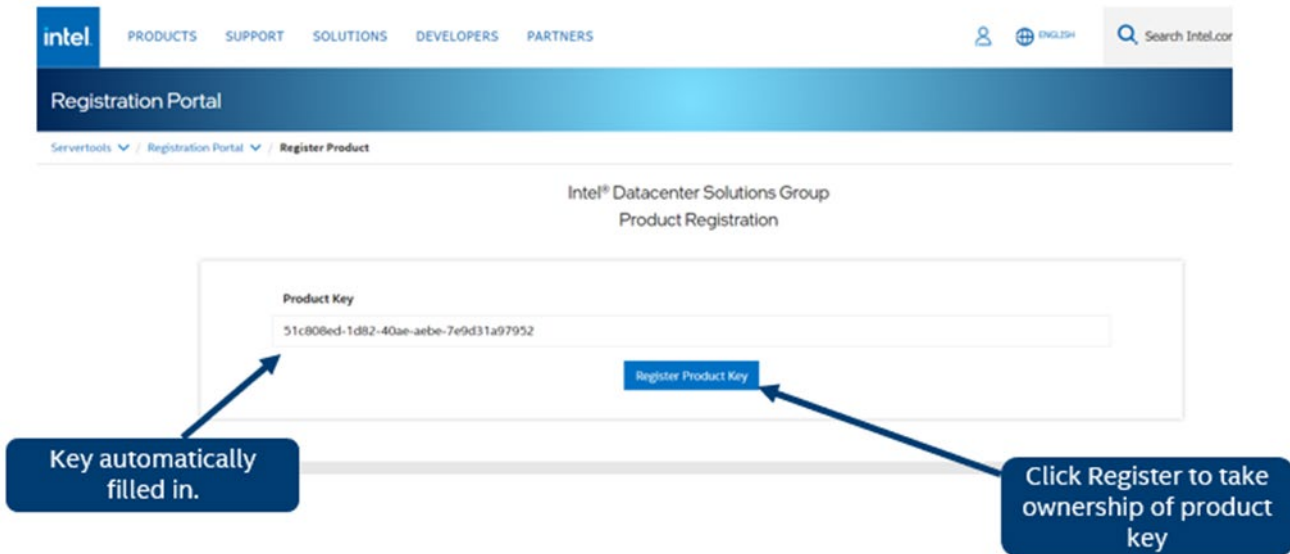 intel. PRODUCTS SUPPORT SOLUTIONS DEVELOPERS PARTNERS ENGLISH Search Intel.cor
Registration Portal
Servertools / Registration Portal / Register Product
Intel® Datacenter Solutions Group
Product Registration
Product Key
51c808ed-1d82-40ae-aebe-7e9d31a97952
Register Product Key
Key automatically
filled in.
Click Register to take
ownership of product
key